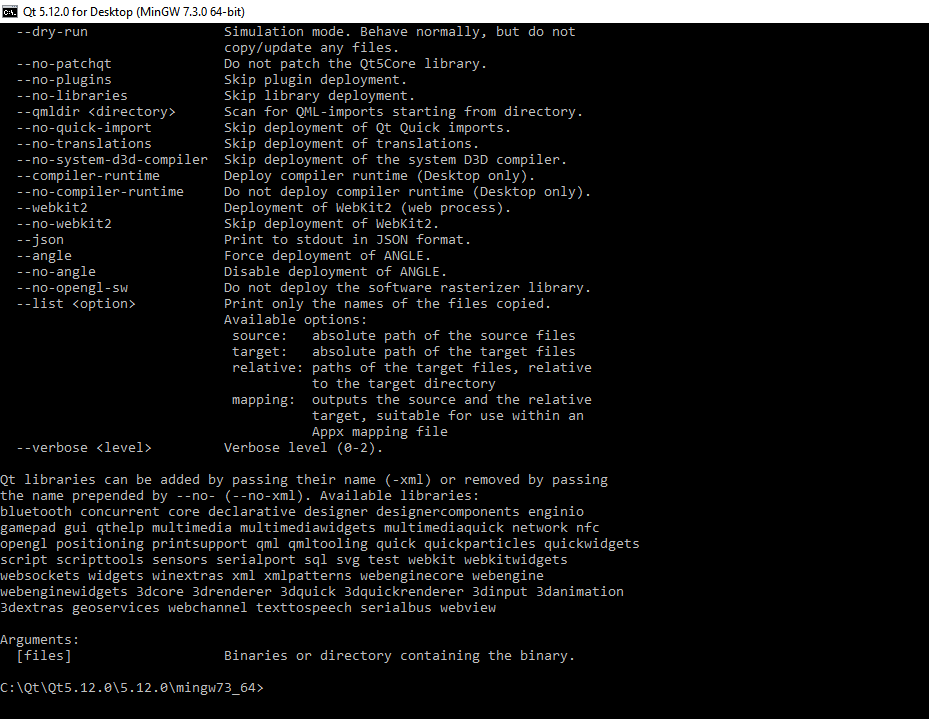 Qt 5.12.0 for Desktop (MinGW 7.3.0 64-bit)
--dry-run Simulation mode. Behave normally, but do not
copy/update any files.
--no-patchqt Do not patch the Qt5Core library.
--no-plugins Skip plugin deployment.
--no-libraries Skip library deployment.
--qmldir <directory> Scan for QML-imports starting from directory.
--no-quick-import Skip deployment of Qt Quick imports.
--no-translations Skip deployment of translations.
--no-system-d3d-compiler Skip deployment of the system D3D compiler.
--compiler-runtime Deploy compiler runtime (Desktop only).
--no-compiler-runtime Do not deploy compiler runtime (Desktop only).
--webkit2 Deployment of WebKit2 (web process).
--no-webkit2 Skip deployment of WebKit2.
--json Print to stdout in JSON format.
--angle Force deployment of ANGLE.
--no-angle Disable deployment of ANGLE.
--no-opengl-sw Do not deploy the software rasterizer library.
--list <option> Print only the names of the files copied.
Available options:
source: absolute path of the source files
target: absolute path of the target files
relative: paths of the target files, relative
to the target directory
mapping: outputs the source and the relative
target, suitable for use within an
Appx mapping file
--verbose <level> Verbose level (0-2).
Qt libraries can be added by passing their name (-xml) or removed by passing
the name prepended by --no- (--no-xml). Available libraries:
bluetooth concurrent core declarative designer designercomponents enginio
gamepad gui qthelp multimedia multimediawidgets multimediaquick network nfc
opengl positioning printsupport qml qmltooling quick quickparticles quickwidgets
script scripttools sensors serialport sql svg test webkit webkitwidgets
websockets widgets winextras xml xmlpatterns webenginecore webengine
webenginewidgets 3dcore 3drenderer 3dquick 3dquickrenderer 3dinput 3danimation
3dextras geoservices webchannel texttospeech serialbus webview
Arguments:
[files] Binaries or directory containing the binary.
C:\Qt\Qt5.12.0\5.12.0\mingw73_64>